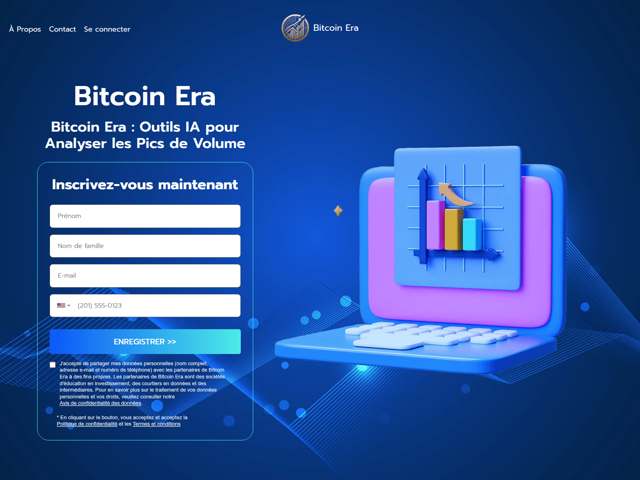 À Propos Contact Se connecter
Bitcoin Era
Bitcoin Era
Bitcoin Era : Outils IA pour
Analyser les Pics de Volume
Inscrivez-vous maintenant
Prénom
Nom de famille
E-mail
(201) 555-0123
ENREGISTRER >>
J'accepte de partager mes données personnelles (nom complet,
adresse e-mail et numéro de téléphone) avec les partenaires de Bitcoin
Era à des fins propres. Les partenaires de Bitcoin Era sont des sociétés
d'éducation en investissement, des courtiers en données et des
intermédiaires. Pour en savoir plus sur le traitement de vos données
personnelles et vos droits, veuillez consulter notre
Avis de confidentialité des données.
* En cliquant sur le bouton, vous acceptez et acceptez la
Politique de confidentialité et les Termes et conditions